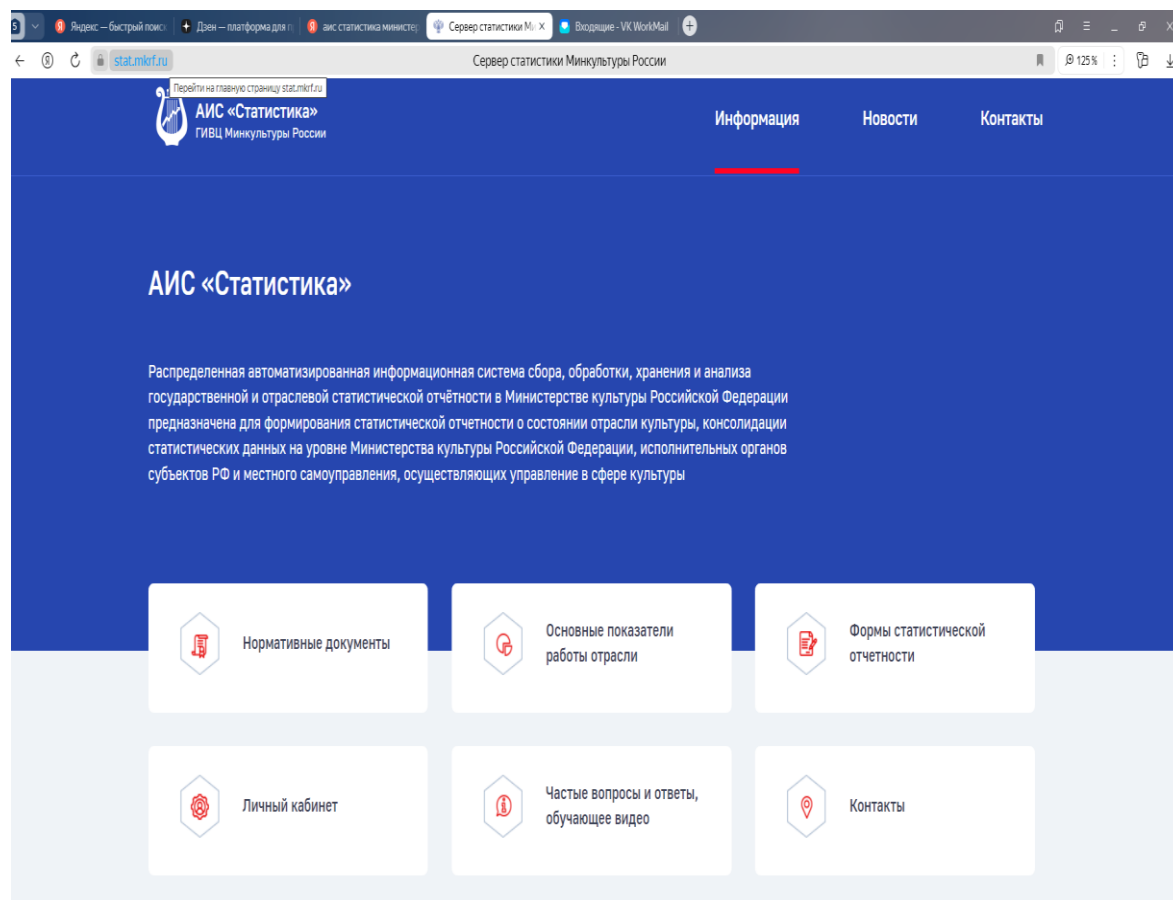 5
Яндекс — быстрый поиск
Дзен — платформа для п
аис статистика министер
Сервер статистики Ми
Входящие - VK WorkMail
stat.mkrf.ru
Сервер статистики Минкультуры России
125 %
Перейти на главную страницу stat.mkrf.ru
АИС «Статистика»
ГИВЦ Минкультуры России
Информация
Новости
Контакты
АИС «Статистика»
Распределенная автоматизированная информационная система сбора, обработки, хранения и анализа
государственной и отраслевой статистической отчётности в Министерстве культуры Российской Федерации
предназначена для формирования статистической отчетности о состоянии отрасли культуры, консолидации
статистических данных на уровне Министерства культуры Российской Федерации, исполнительных органов
субъектов РФ и местного самоуправления, осуществляющих управление в сфере культуры
Нормативные документы
Основные показатели
работы отрасли
Формы статистической
отчетности
Личный кабинет
Частые вопросы и ответы,
обучающее видео
Контакты